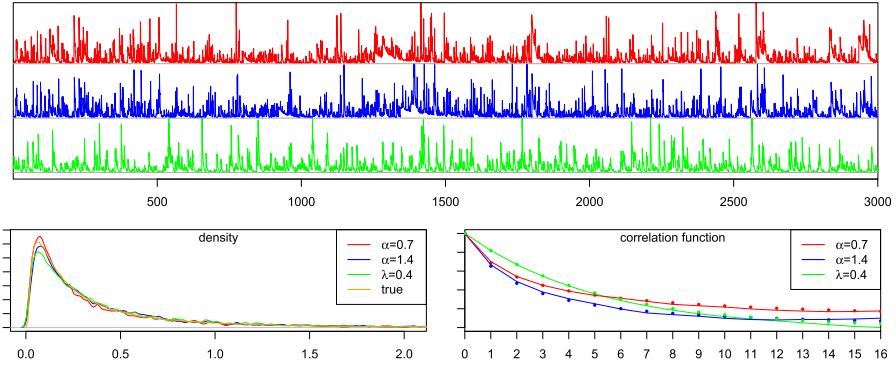 500 1000 1500 2000 2500 3000
density
α=0.7
α=1.4
λ=0.4
true
0.0 0.5 1.0 1.5 2.0
correlation function
α=0.7
α=1.4
λ=0.4
0 1 2 3 4 5 6 7 8 9 10 11 12 13 14 15 16